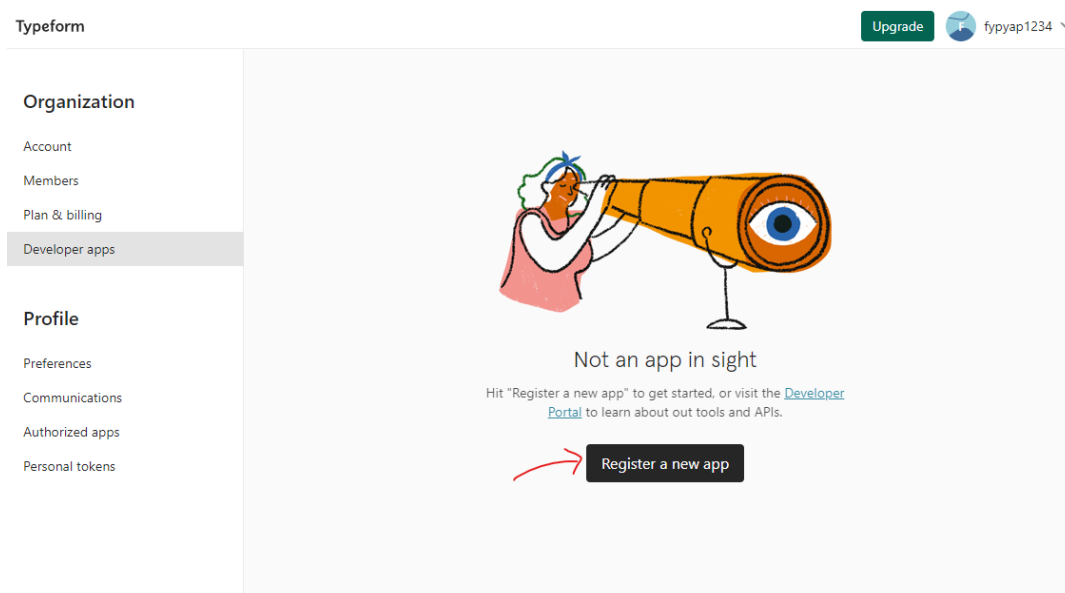 Typeform
Upgrade
F
fypyap1234
Organization
Account
Members
Plan & billing
Developer apps
Profile
Preferences
Communications
Authorized apps
Personal tokens
Not an app in sight
Hit "Register a new app" to get started, or visit the Developer
Portal to learn about out tools and APIs.
Register a new app